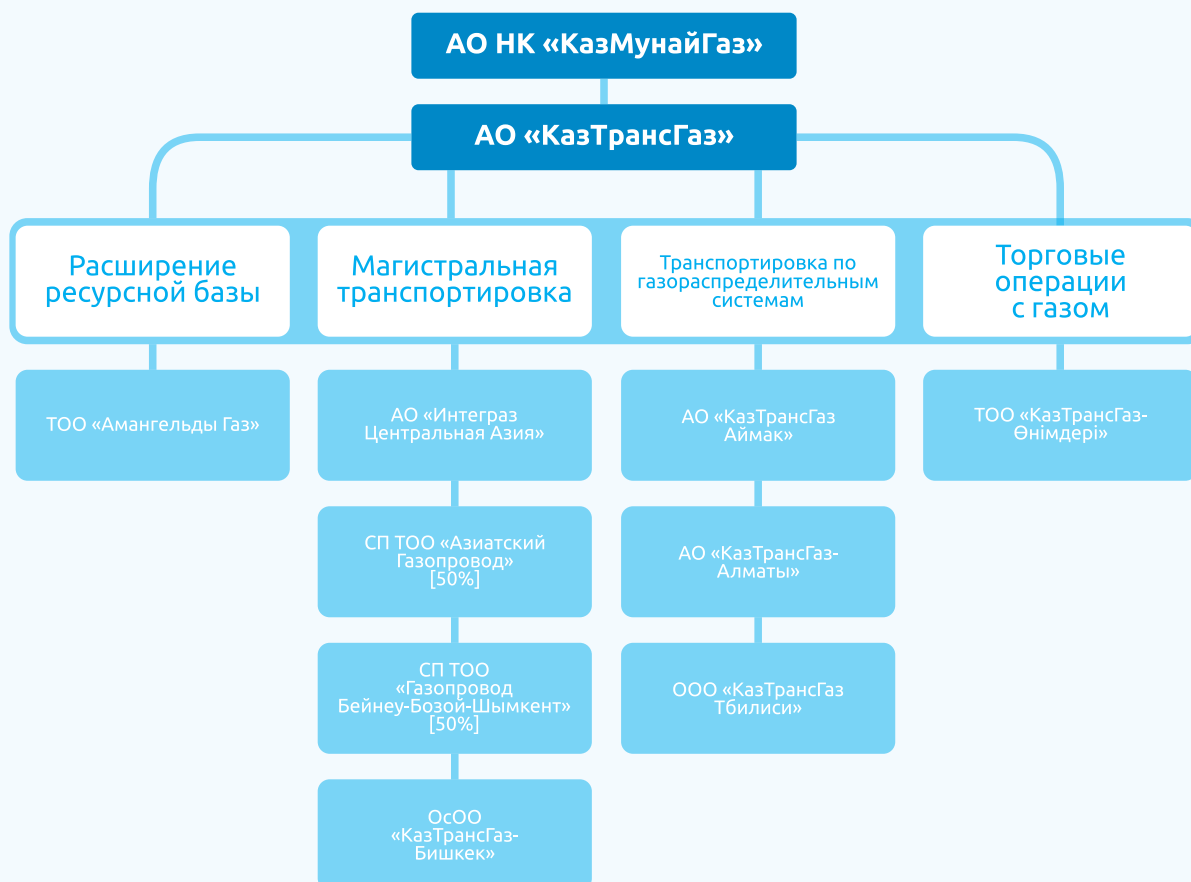 АО НК «КазМунайГаз»
АО «КазТрансГаз»
Расширение
ресурсной базы
Магистральная
транспортировка
Транспортировка по
газораспределительным
системам
Торговые
операции
с газом
ТОО «Амангельды Газ»
АО «Интеграз
Центральная Азия»
АО «КазТрансГаз
Аймак»
ТОО «КазТрансГаз-
Өнімдері»
СП ТОО «Азиатский
Газопровод»
[50%]
АО «КазТрансГаз-
Алматы»
СП ТОО
«Газопровод
Бейнеу-Бозой-Шымкент»
[50%]
ООО «КазТрансГаз
Тбилиси»
ОсОО
«КазТрансГаз-
Бишкек»